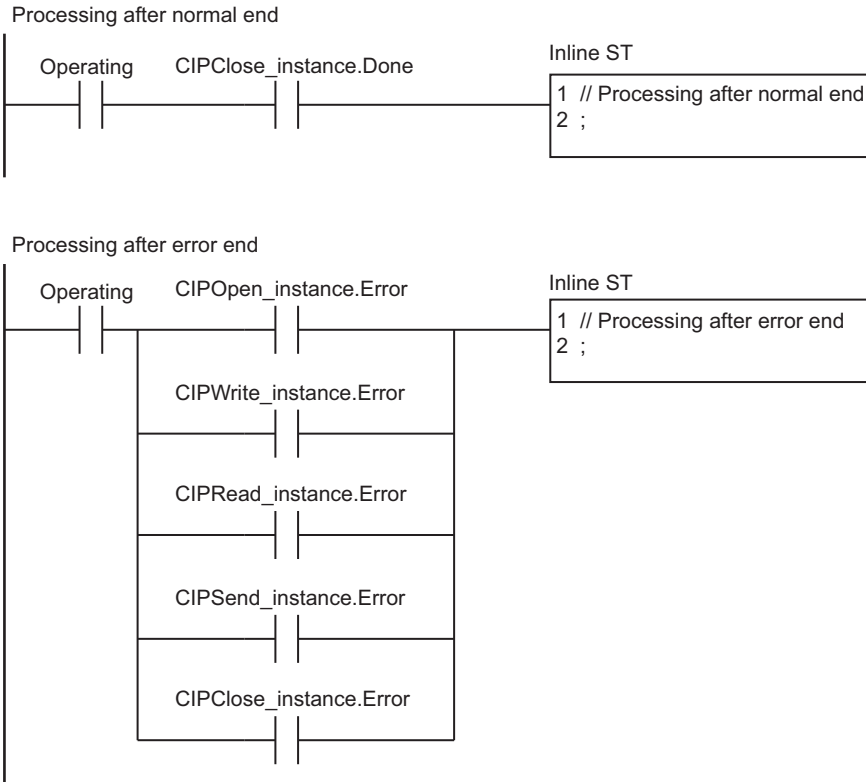 Processing after normal end
Operating CIPClose_instance.Done Inline ST
1 // Processing after normal end
2 ;
Processing after error end
Operating CIPOpen_instance.Error Inline ST
1 // Processing after error end
2 ;
CIPWrite_instance.Error
CIPRead_instance.Error
CIPSend_instance.Error
CIPClose_instance.Error